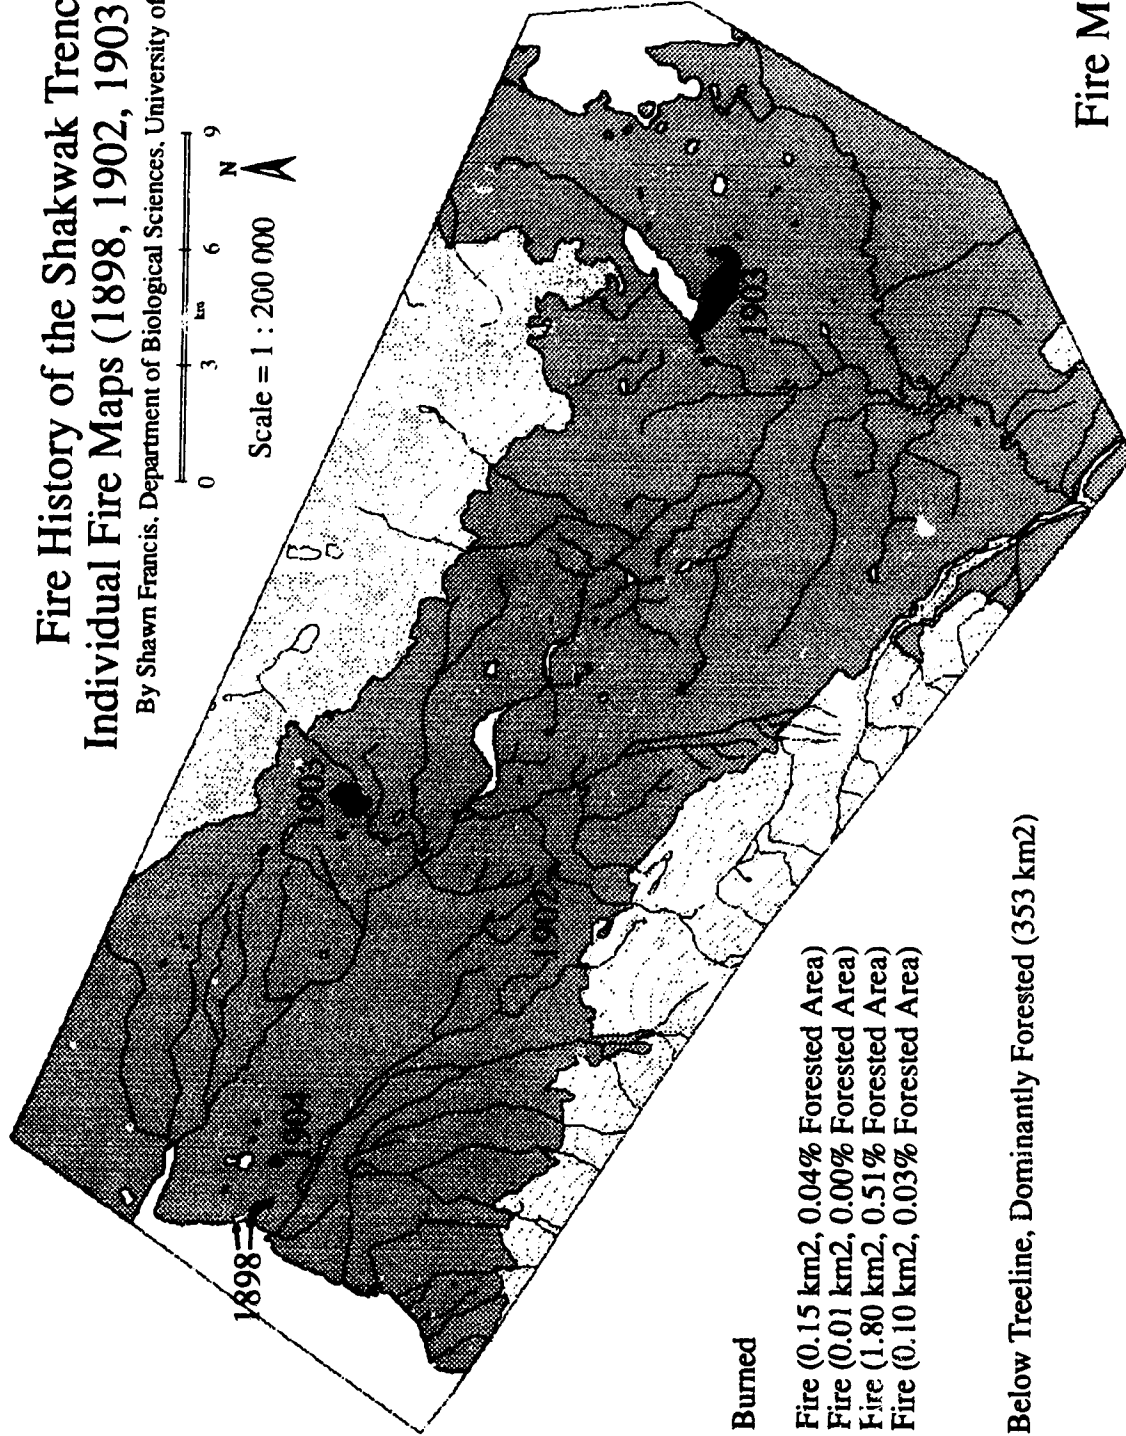 Fire History of the Shakwak Trenc
Individual Fire Maps (1898, 1902, 1903
By Shawn Francis, Department of Biological Sciences, University of
0 3 km 6 9
N
Scale = 1 : 200 000
1903
1903
1902
1904
1898
Burned
Fire (0.15 km2, 0.04% Forested Area)
Fire (0.01 km2, 0.00% Forested Area)
Fire (1.80 km2, 0.51% Forested Area)
Fire (0.10 km2, 0.03% Forested Area)
Below Treeline, Dominantly Forested (353 km2)
Fire M